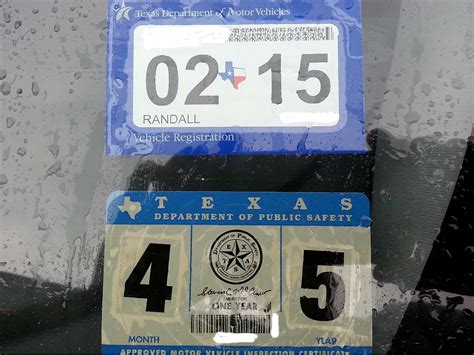 Texas Department of Motor Vehicles
02 15
RANDALL
Vehicle Registration
TEXAS
DEPARTMENT OF PUBLIC SAFETY
4 5
DIRECTOR
ONE YEAR
MONTH YEAR
APPROVED MOTOR VEHICLE INSPECTION CERTIFICATE